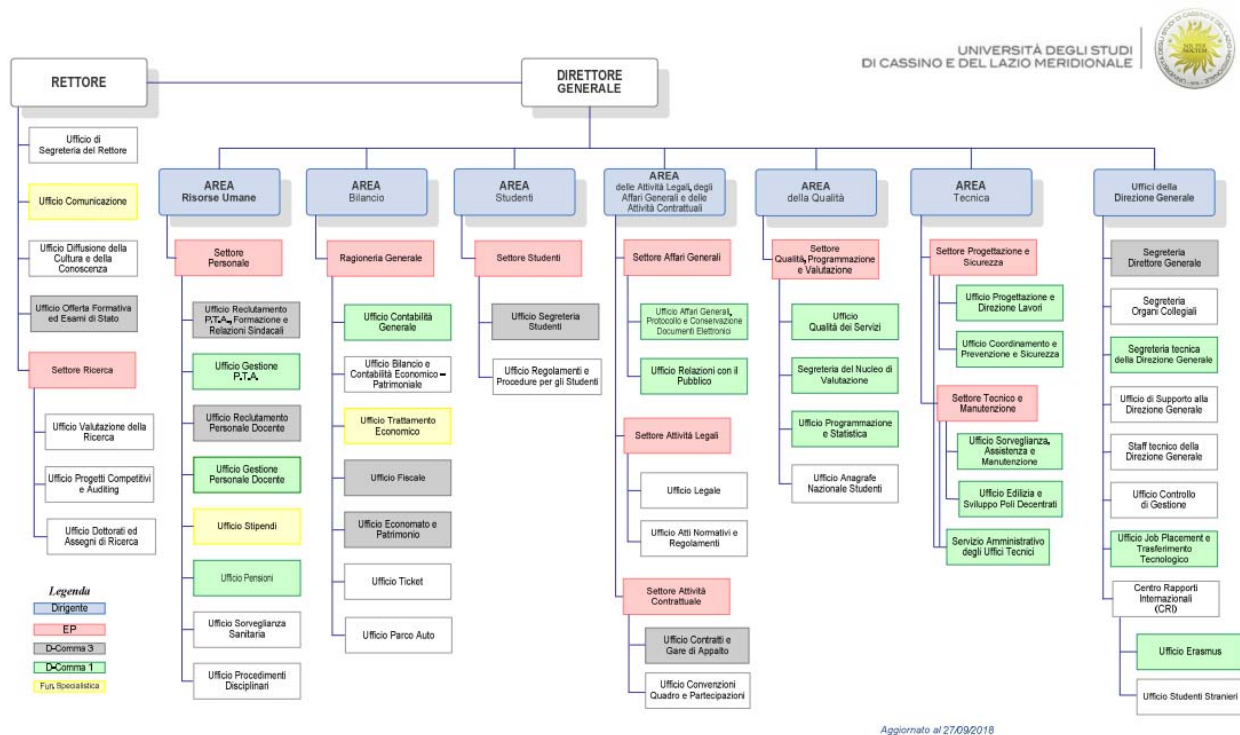 UNIVERSITÀ DEGLI STUDI
DI CASSINO E DEL LAZIO MERIDIONALE
RETTORE
DIRETTORE
GENERALE
Ufficio di
Segreteria del Rettore
Ufficio Comunicazione
Ufficio Diffusione della
Cultura e della
Conoscenza
Ufficio Offerta Formativa
ed Esami di Stato
Settore Ricerca
Ufficio Valutazione della
Ricerca
Ufficio Progetti Competitivi
e Auditing
Ufficio Dottorati ed
Assegni di Ricerca
AREA
Risorse Umane
Settore
Personale
Ufficio Reclutamento
P.T.A., Formazione e
Relazioni Sindacali
Ufficio Gestione
P.T.A.
Ufficio Reclutamento
Personale Docente
Ufficio Gestione
Personale Docente
Ufficio Stipendi
Ufficio Pensioni
Ufficio Sorveglianza
Sanitaria
Ufficio Procedimenti
Disciplinari
AREA
Bilancio
Ragioneria Generale
Ufficio Contabilità
Generale
Ufficio Bilancio e
Contabilità Economico –
Patrimoniale
Ufficio Trattamento
Economico
Ufficio Fiscale
Ufficio Economato e
Patrimonio
Ufficio Ticket
Ufficio Parco Auto
AREA
Studenti
Settore Studenti
Ufficio Segreteria
Studenti
Ufficio Regolamenti e
Procedure per gli Studenti
AREA
delle Attività Legali, degli
Affari Generali e delle
Attività Contrattuali
Settore Affari Generali
Ufficio Affari Generali,
Protocollo e Conservazione
Documenti Elettronici
Ufficio Relazioni con il
Pubblico
Settore Attività Legali
Ufficio Legale
Ufficio Atti Normativi e
Regolamenti
Settore Attività
Contrattuale
Ufficio Contratti e
Gare di Appalto
Ufficio Convenzioni
Quadro e Partecipazioni
AREA
della Qualità
Settore
Qualità, Programmazione
e Valutazione
Ufficio
Qualità dei Servizi
Segreteria del Nucleo di
Valutazione
Ufficio Programmazione
e Statistica
Ufficio Anagrafe
Nazionale Studenti
AREA
Tecnica
Settore Progettazione e
Sicurezza
Ufficio Progettazione e
Direzione Lavori
Ufficio Coordinamento e
Prevenzione e Sicurezza
Settore Tecnico e
Manutenzione
Ufficio Sorveglianza,
Assistenza e
Manutenzione
Ufficio Edilizia e
Sviluppo Poli Decentrati
Servizio Amministrativo
degli Uffici Tecnici
Uffici della
Direzione Generale
Segreteria
Direttore Generale
Segreteria
Organi Collegiali
Segreteria tecnica
della Direzione Generale
Ufficio di Supporto alla
Direzione Generale
Staff tecnico della
Direzione Generale
Ufficio Controllo
di Gestione
Ufficio Job Placement e
Trasferimento
Tecnologico
Centro Rapporti
Internazionali
(CRI)
Ufficio Erasmus
Ufficio Studenti Stranieri
Legenda
Dirigente
EP
D-Comma 3
D-Comma 1
Fun. Specialistica
Aggiornato al 27/09/2018